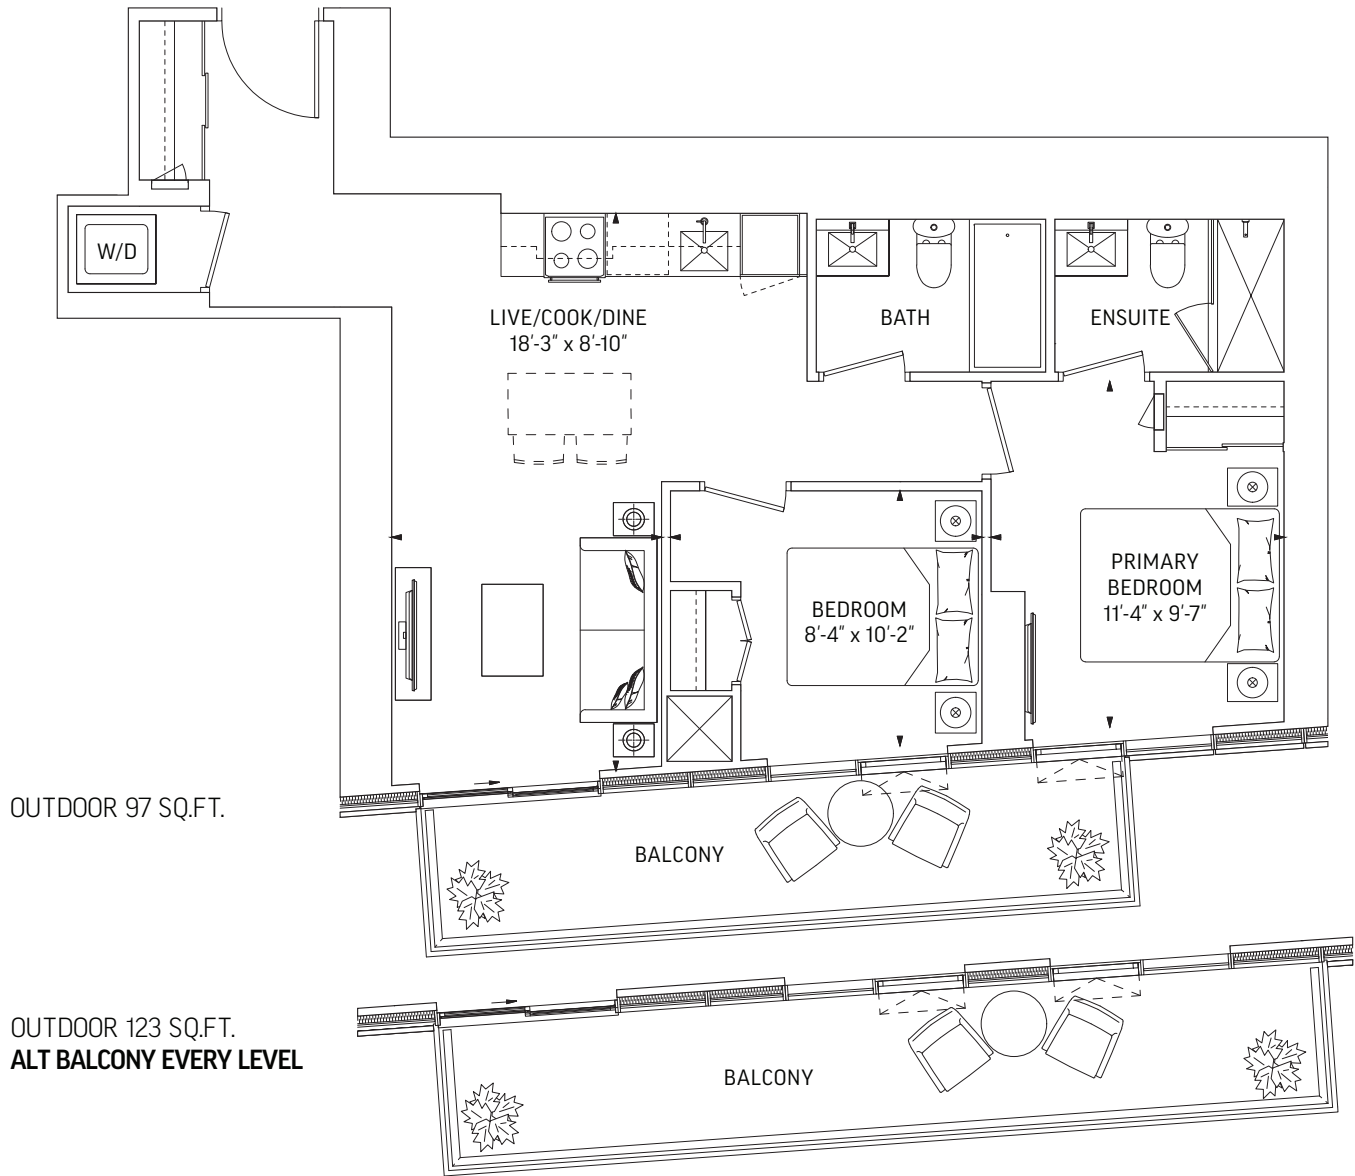 W/D
LIVE/COOK/DINE
18'-3" x 8'-10"
BATH
ENSUITE
PRIMARY
BEDROOM
11'-4" x 9'-7"
BEDROOM
8'-4" x 10'-2"
OUTDOOR 97 SQ.FT.
BALCONY
OUTDOOR 123 SQ.FT.
ALT BALCONY EVERY LEVEL
BALCONY